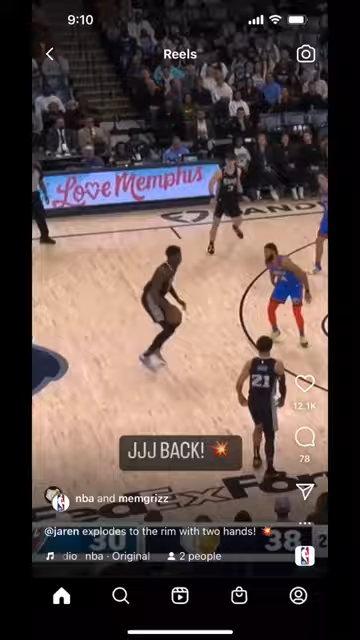 9:10
Reels
Love Memphis
21
12.1K
JJJ BACK! 💥
78
nba and memgrizz
@jaren explodes to the rim with two hands! 💥
38
dio nba · Original
2 people